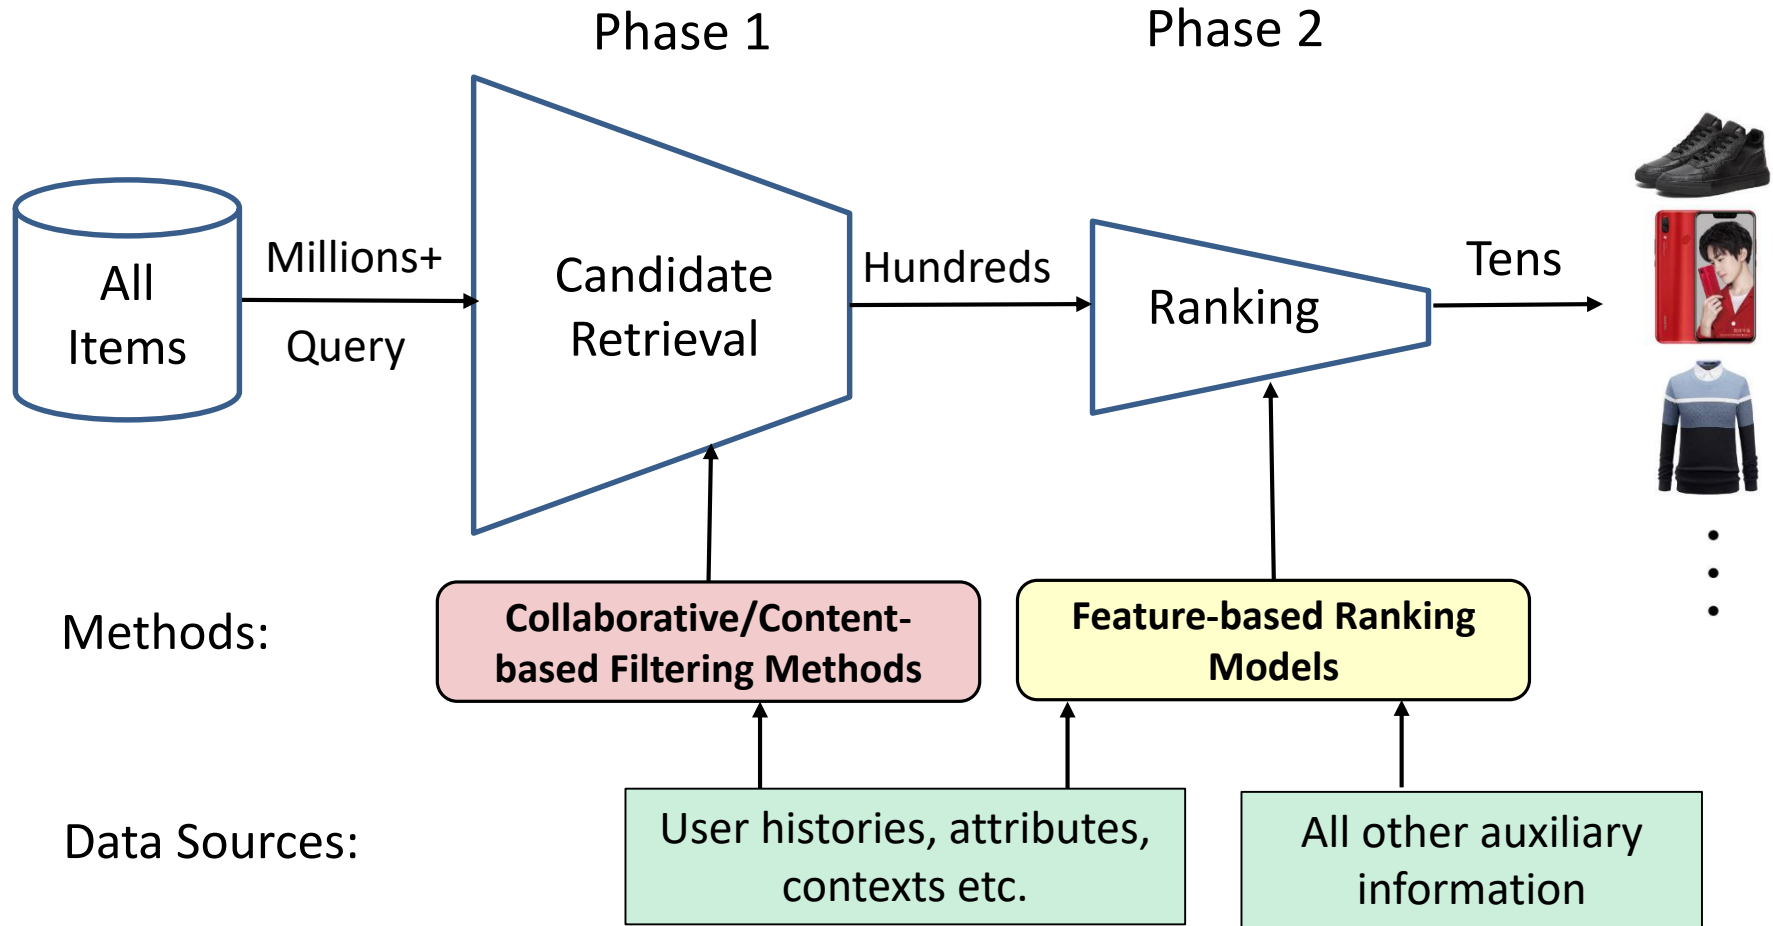 Phase 1
Phase 2
All
Items
Millions+
Query
Candidate
Retrieval
Hundreds
Ranking
Tens
Methods:
Collaborative/Content-
based Filtering Methods
Feature-based Ranking
Models
Data Sources:
User histories, attributes,
contexts etc.
All other auxiliary
information